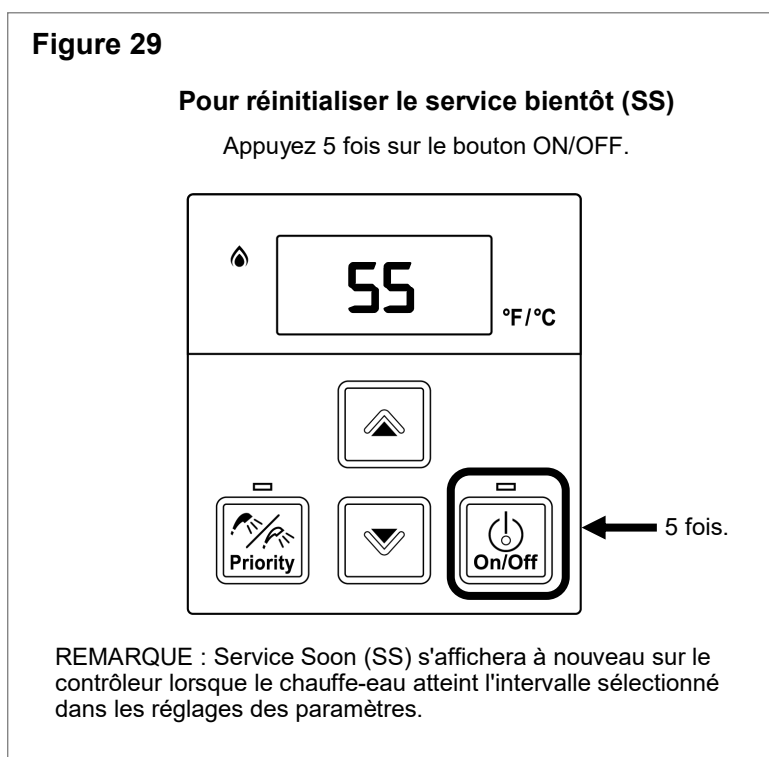 Figure 29
Pour réinitialiser le service bientôt (SS)
Appuyez 5 fois sur le bouton ON/OFF.
SS
°F/°C
Priority
On/Off
5 fois.
REMARQUE : Service Soon (SS) s'affichera à nouveau sur le
contrôleur lorsque le chauffe-eau atteint l'intervalle sélectionné
dans les réglages des paramètres.